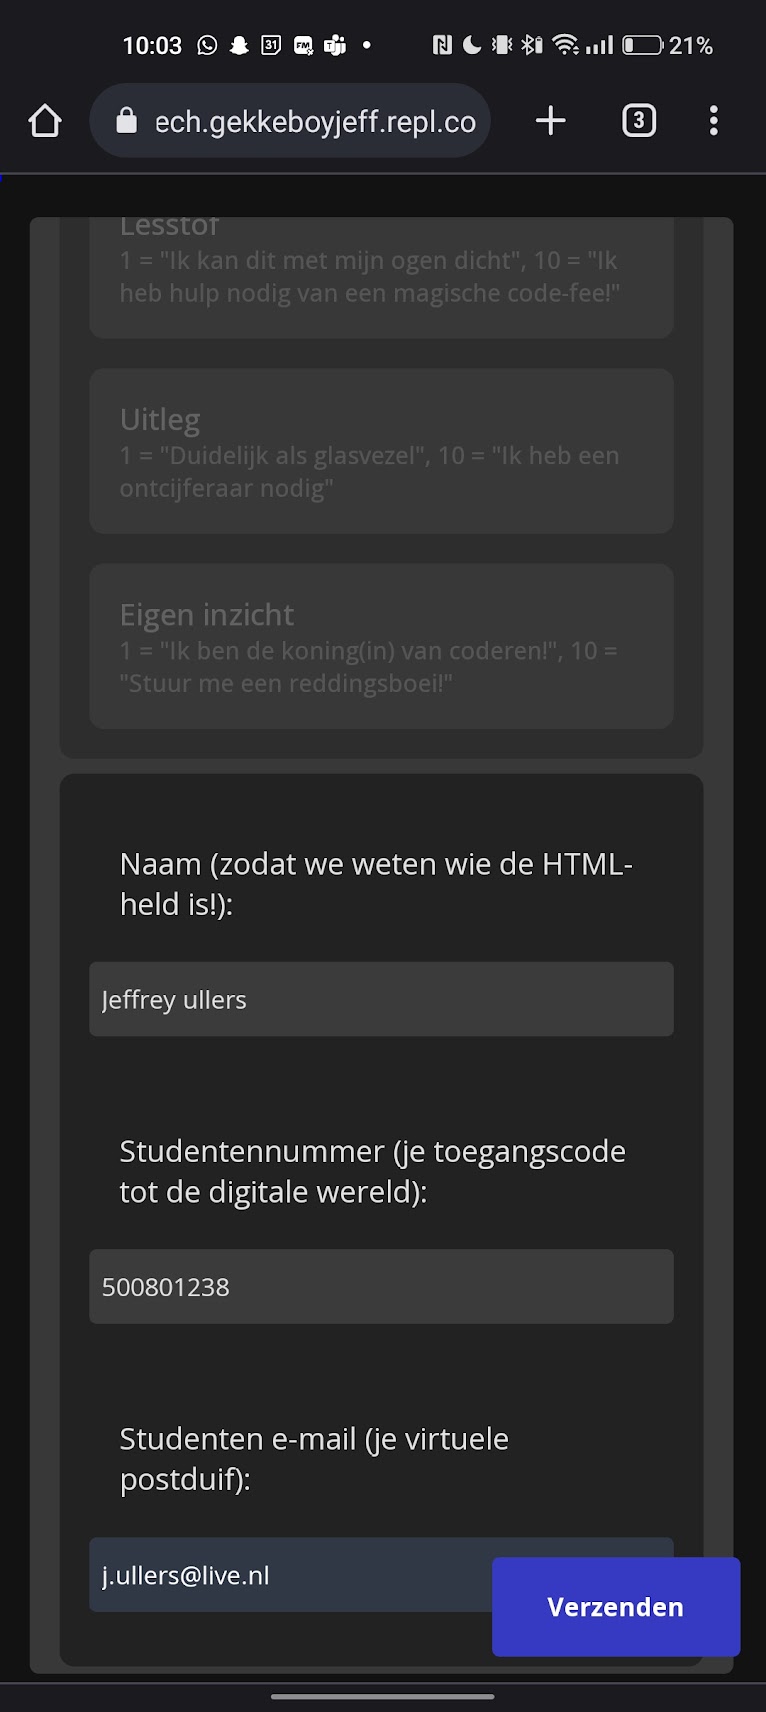 10:03
31
FM
21%
ech.gekkeboyjeff.repl.co
3
Lesstof
1 = "Ik kan dit met mijn ogen dicht", 10 = "Ik
heb hulp nodig van een magische code-fee!"
Uitleg
1 = "Duidelijk als glasvezel", 10 = "Ik heb een
ontcijferaar nodig"
Eigen inzicht
1 = "Ik ben de koning(in) van coderen!", 10 =
"Stuur me een reddingsboei!"
Naam (zodat we weten wie de HTML-
held is!):
Jeffrey ullers
Studentennummer (je toegangscode
tot de digitale wereld):
500801238
Studenten e-mail (je virtuele
postduif):
j.ullers@live.nl
Verzenden